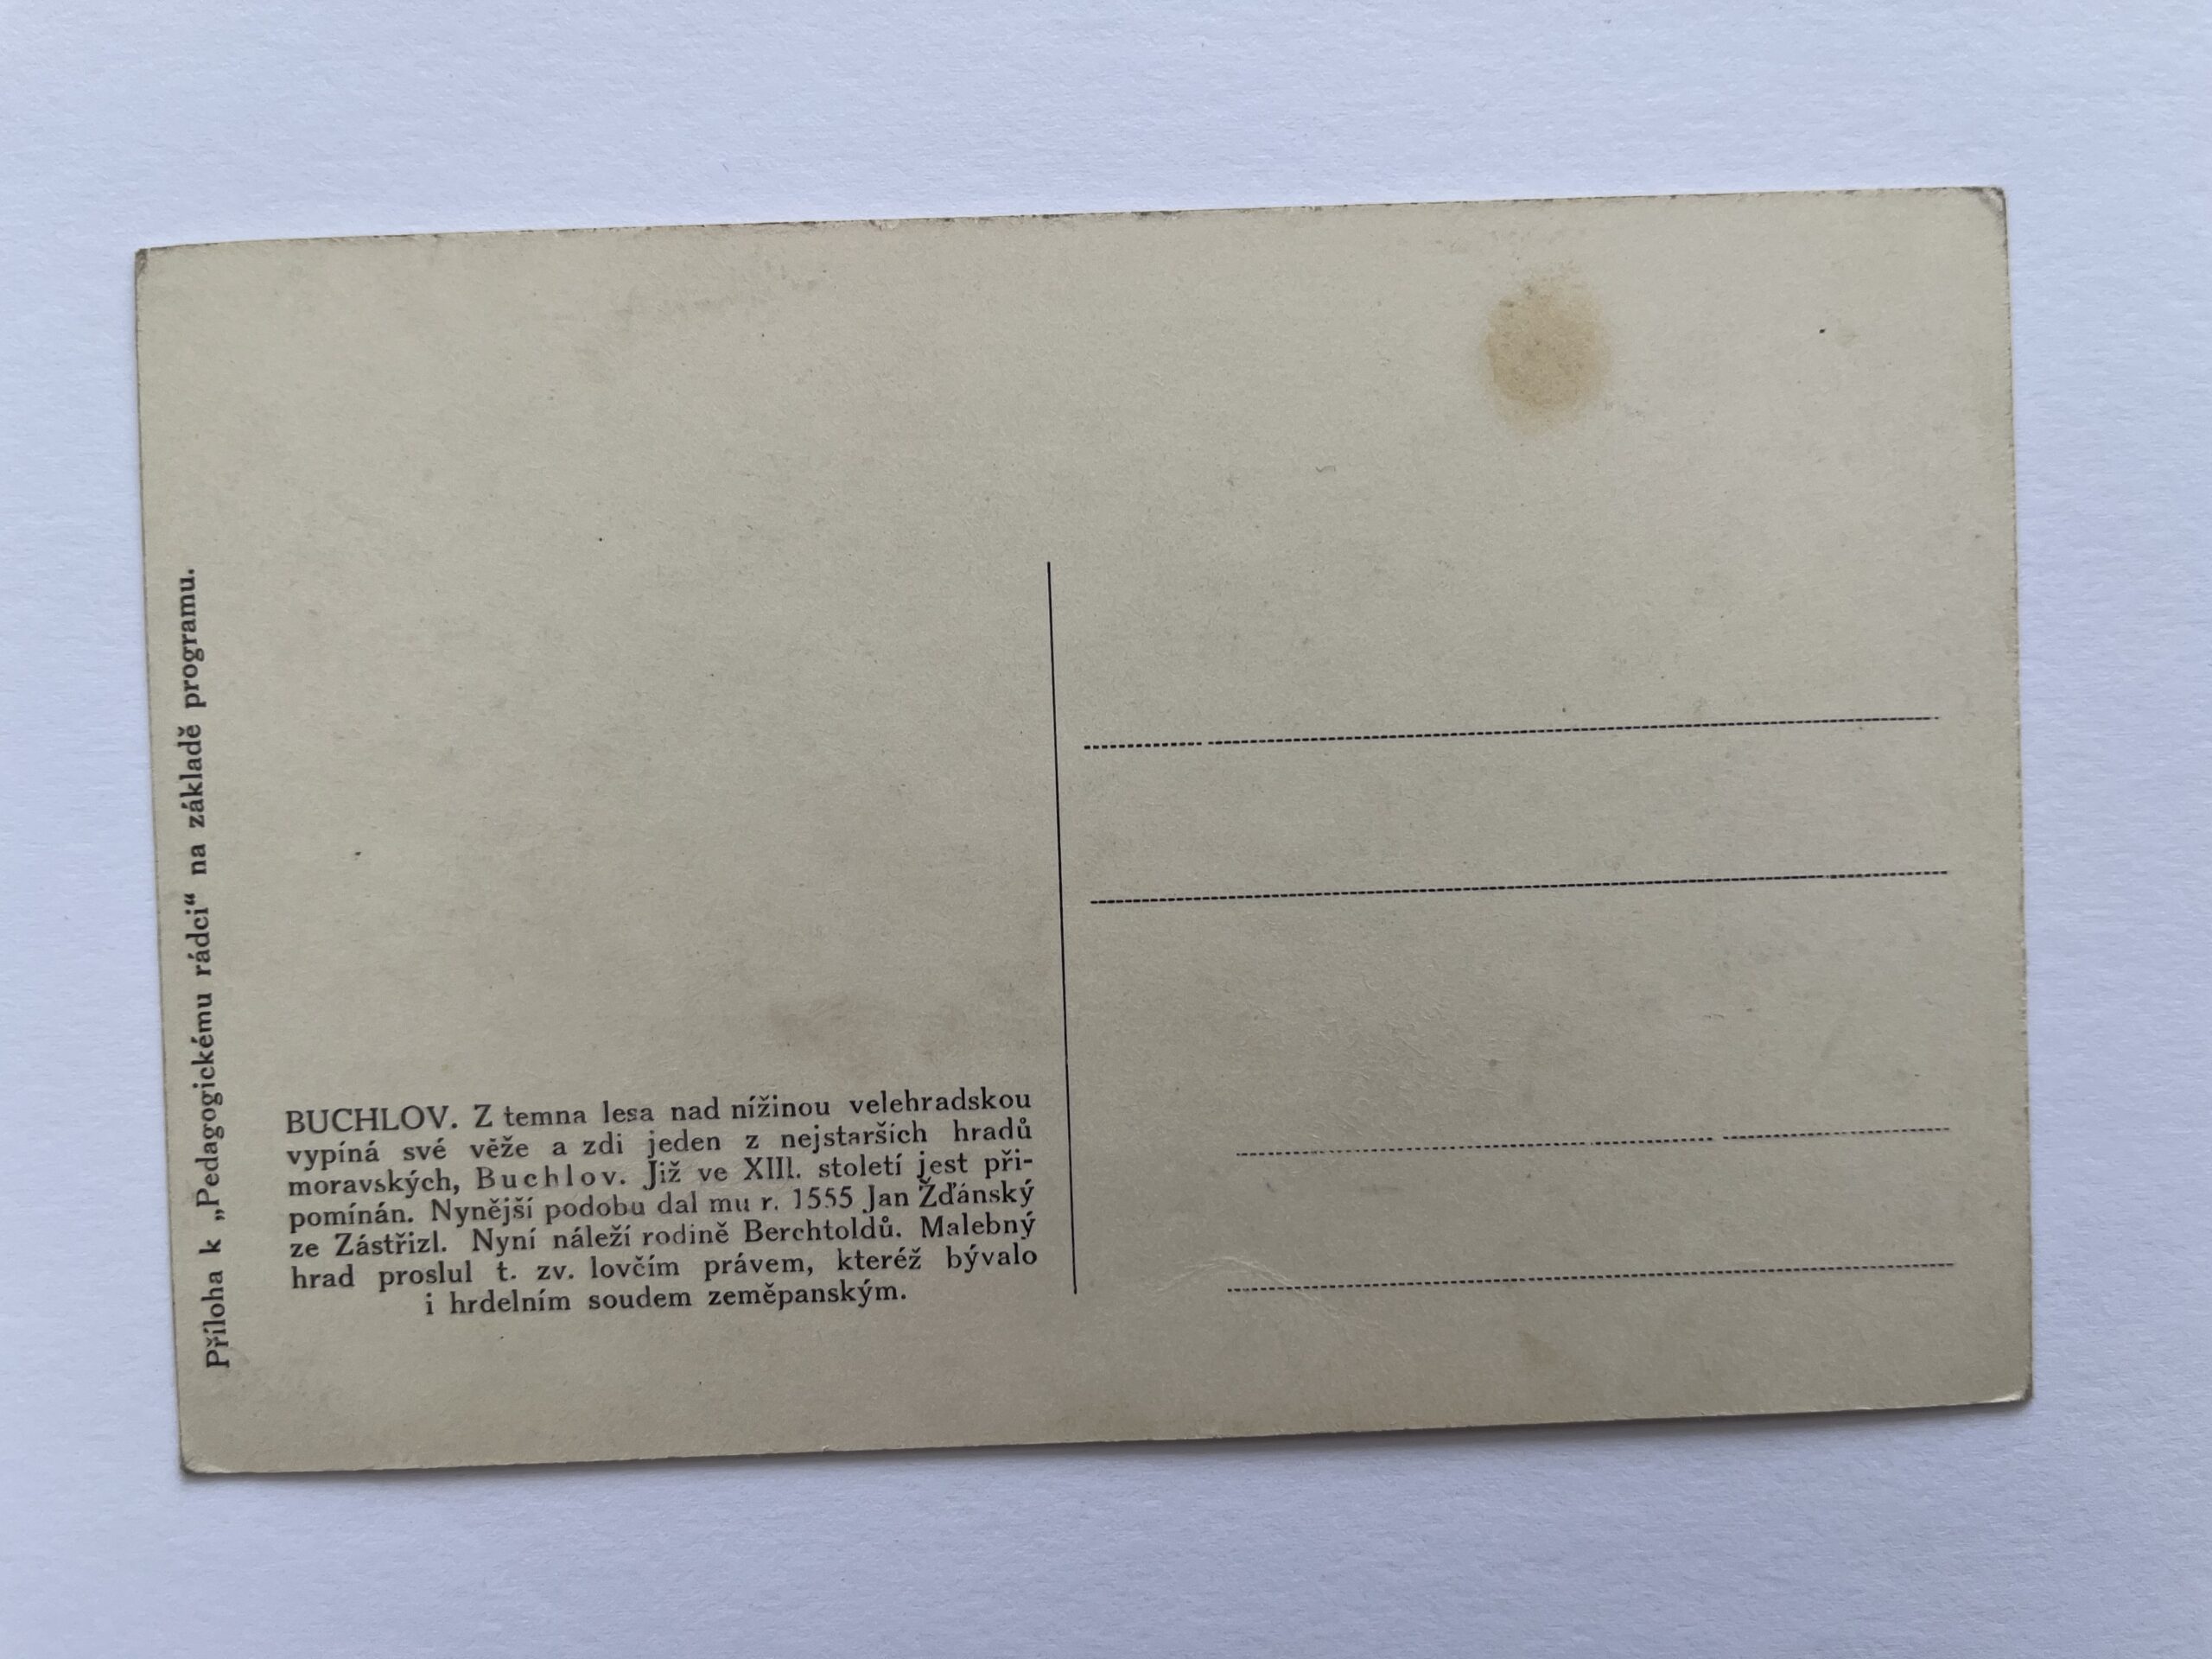 Příloha k „Pedagogickému rádci“ na základě programu.
BUCHLOV. Z temna lesa nad nížinou velehradskou
vypíná své věže a zdi jeden z nejstarších hradů
moravských, Buchlov. Již ve XIII. století jest při-
pomínán. Nynější podobu dal mu r. 1555 Jan Žďánský
ze Zástřizl. Nyní náleží rodině Berchtoldů. Malebný
hrad proslul t. zv. lovčím právem, kteréž bývalo
i hrdelním soudem zeměpanským.